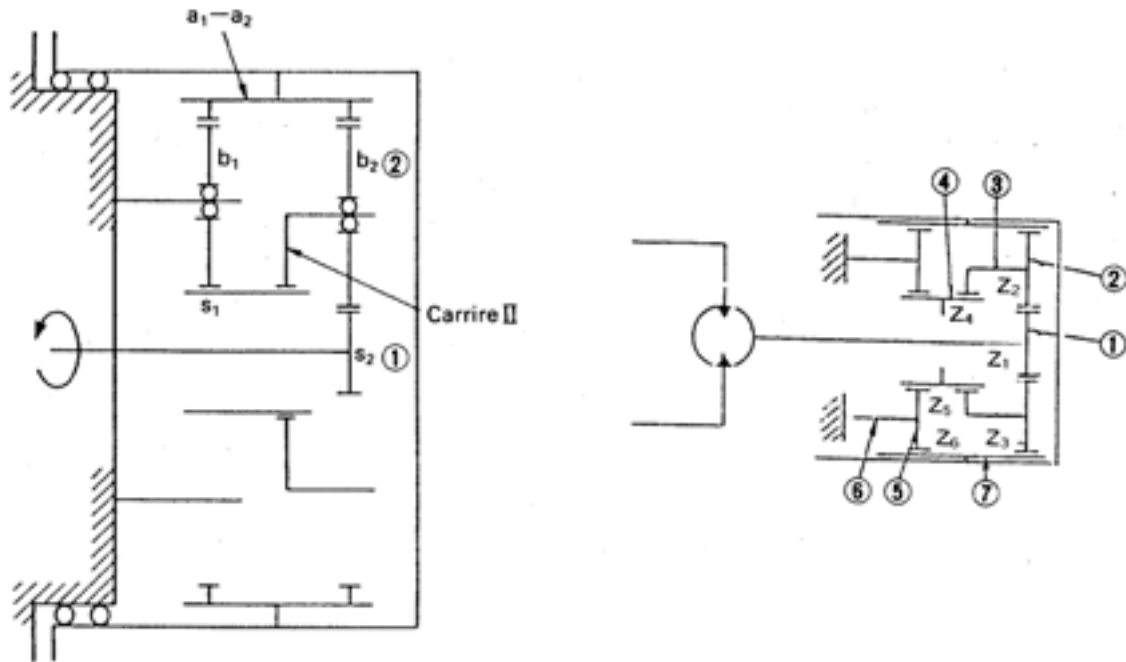 a₁—a₂
b₁
b₂ ②
s₁
Carrire II
s₂ ①
④ ③
Z₂
②
Z₄
①
Z₁
Z₅
Z₆ Z₃
⑥ ⑤ ⑦